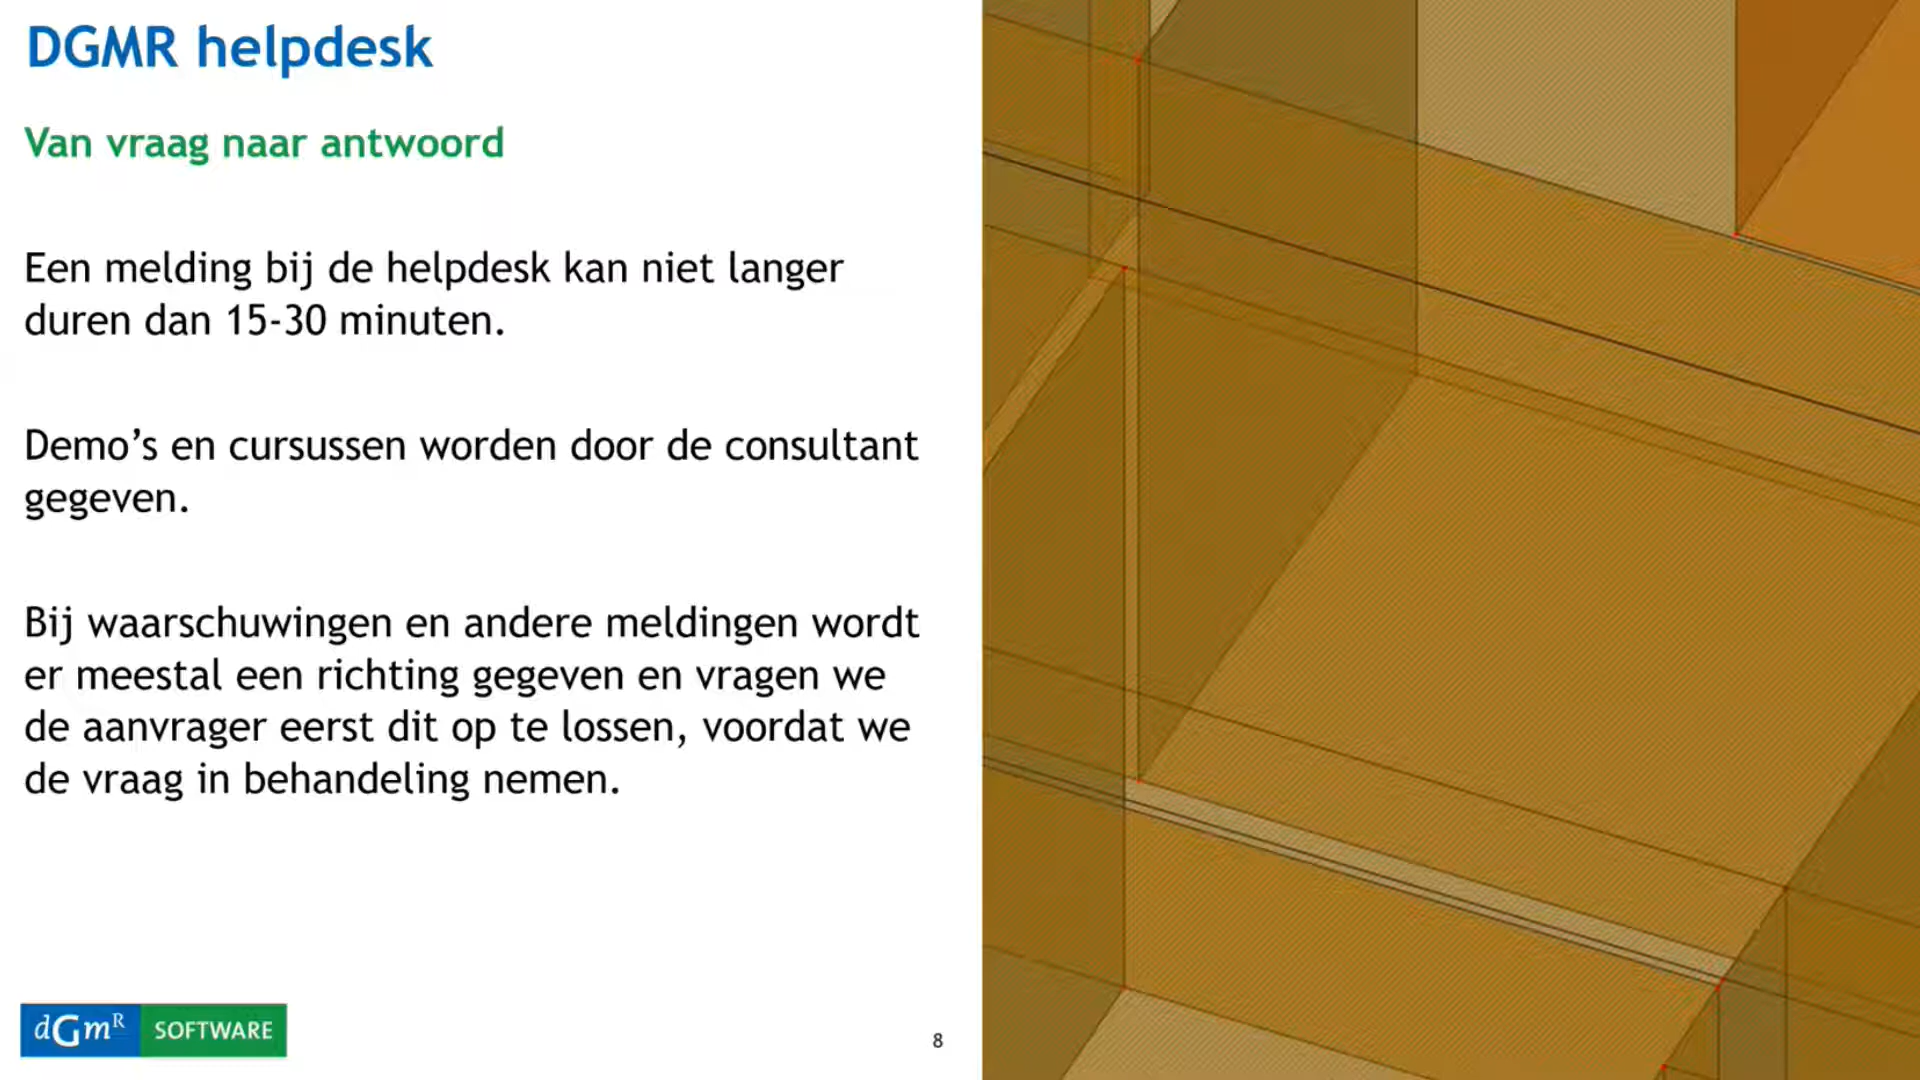 DGMR helpdesk
Van vraag naar antwoord
Een melding bij de helpdesk kan niet langer
duren dan 15-30 minuten.
Demo’s en cursussen worden door de consultant
gegeven.
Bij waarschuwingen en andere meldingen wordt
er meestal een richting gegeven en vragen we
de aanvrager eerst dit op te lossen, voordat we
de vraag in behandeling nemen.
dGmR SOFTWARE
8